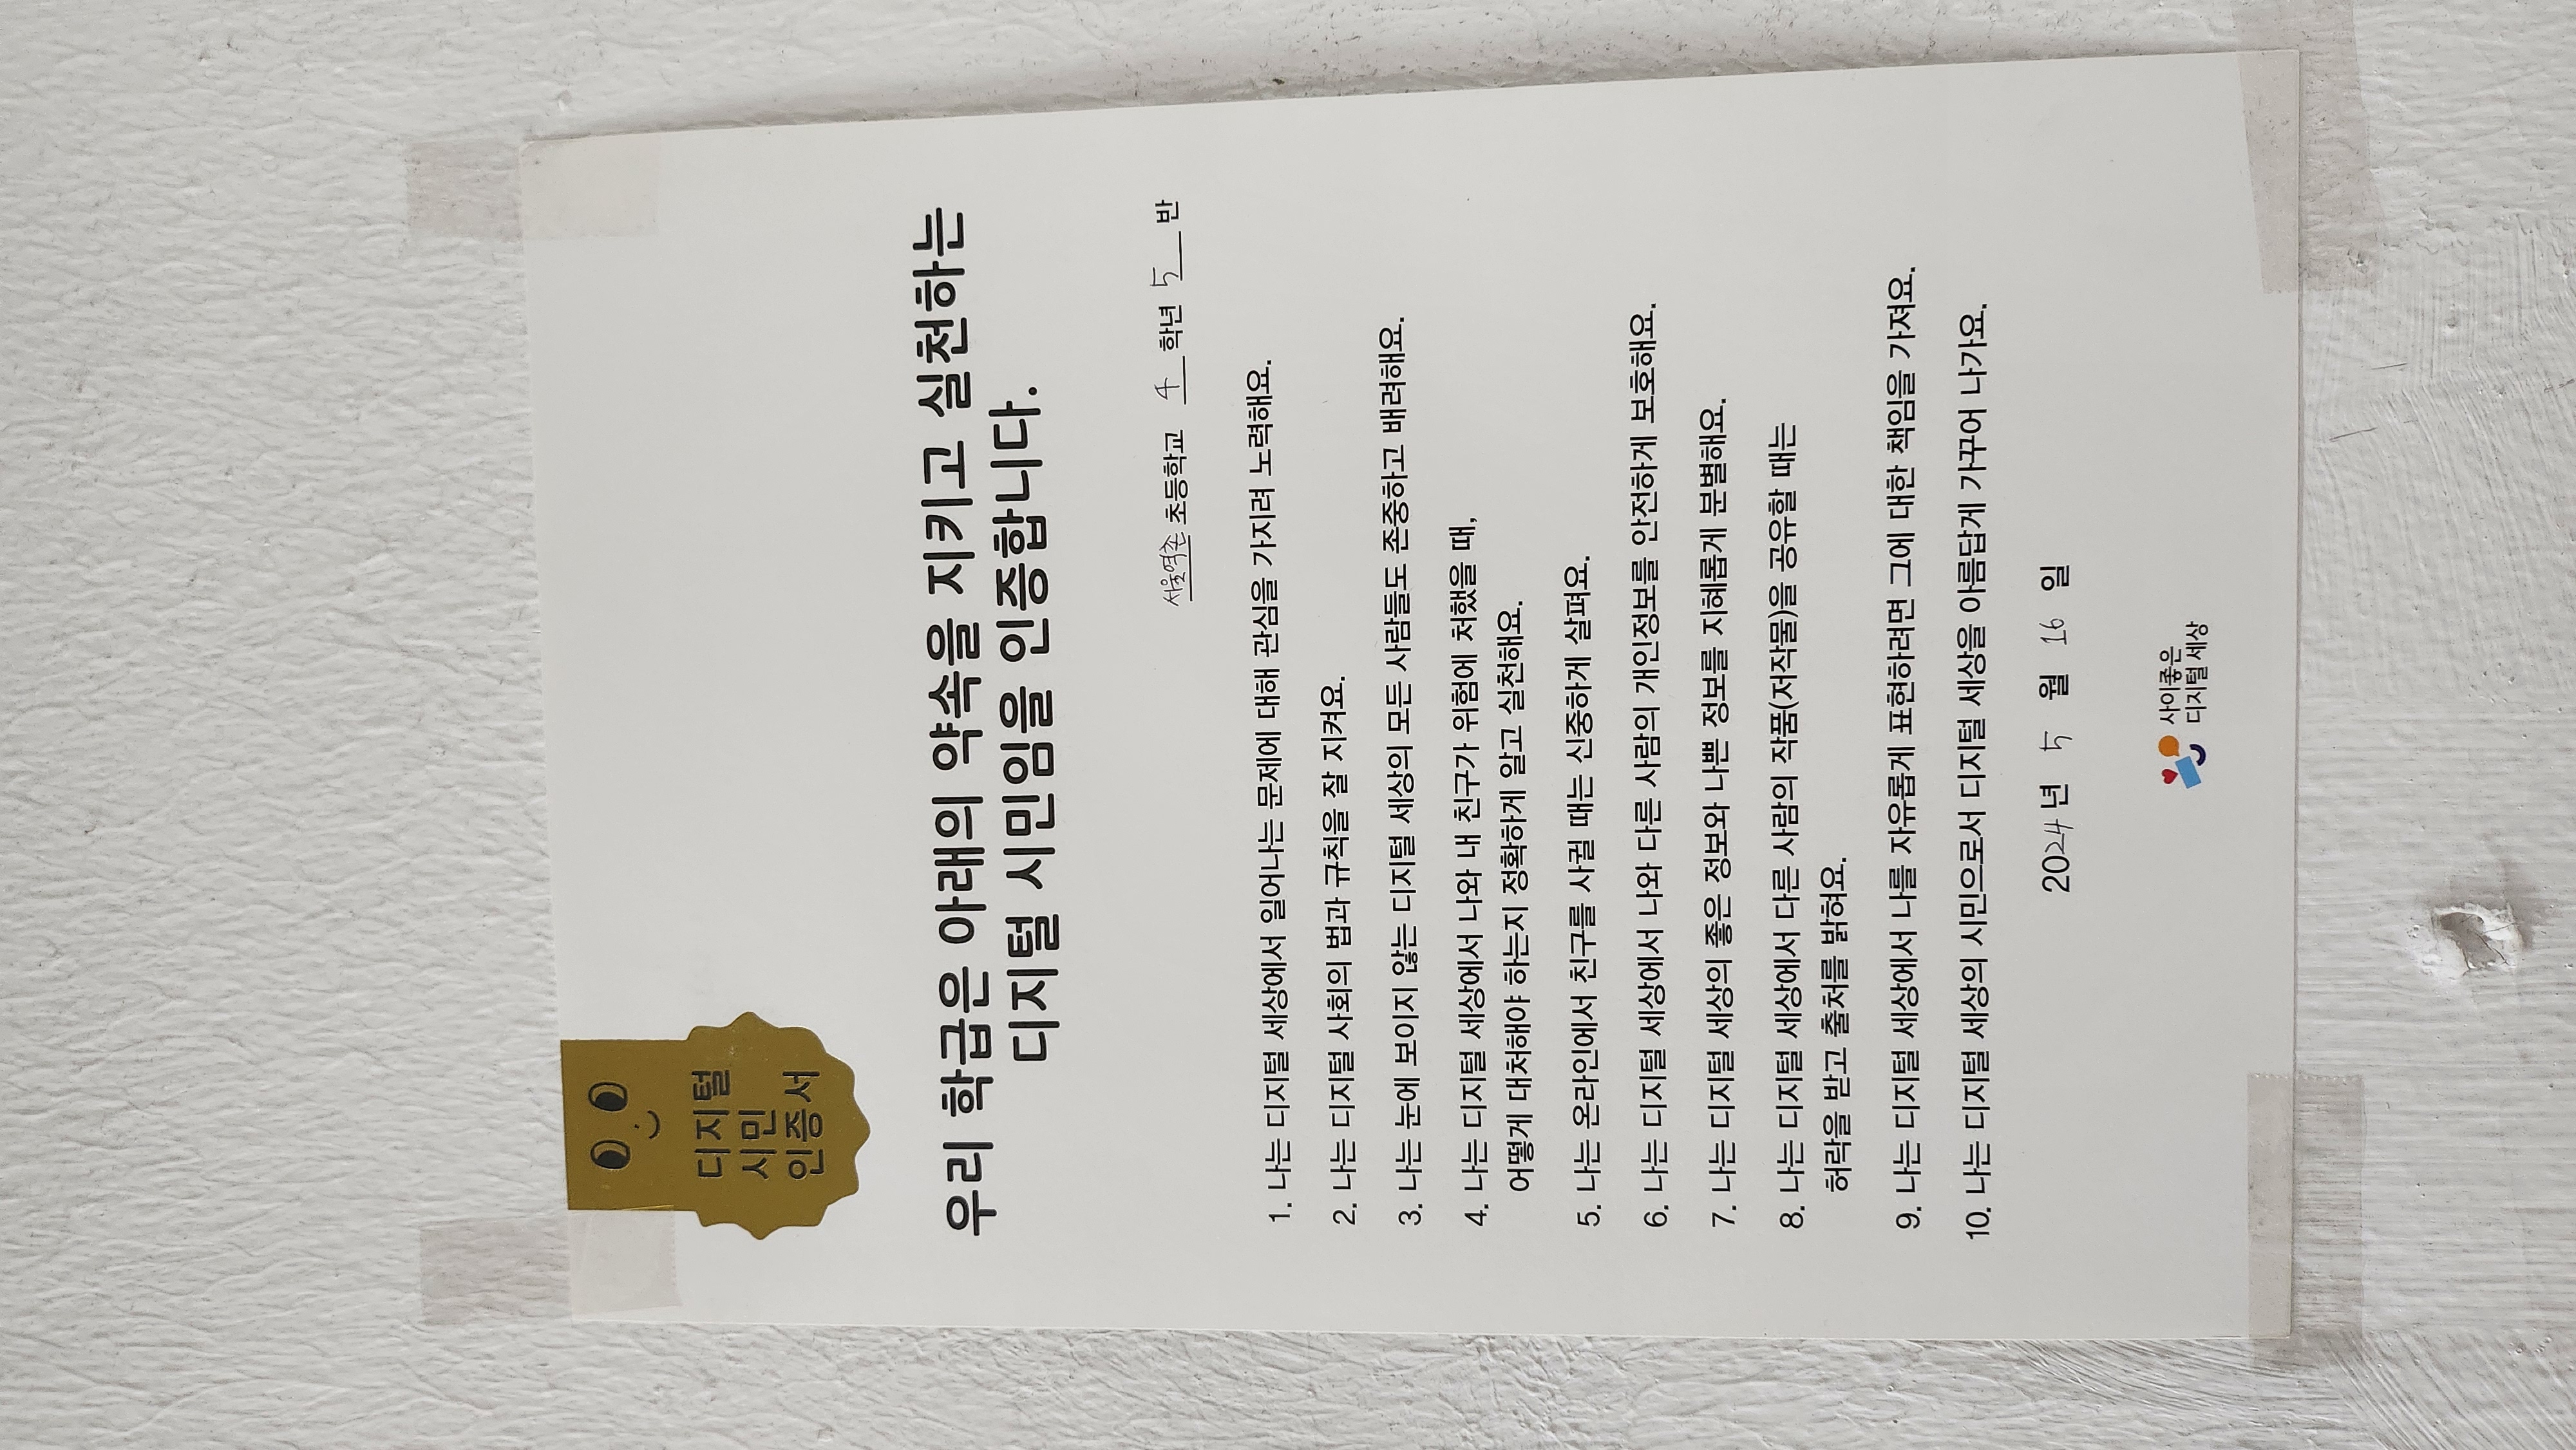 디지털
시민
인증서
우리 학급은 아래의 약속을 지키고 실천하는
디지털 시민임을 인증합니다.
서울역촌 초등학교 4 학년 5 반
1. 나는 디지털 세상에서 일어나는 문제에 대해 관심을 가지려 노력해요.
2. 나는 디지털 사회의 법과 규칙을 잘 지켜요.
3. 나는 눈에 보이지 않는 디지털 세상의 모든 사람들도 존중하고 배려해요.
4. 나는 디지털 세상에서 나와 내 친구가 위험에 처했을 때,
어떻게 대처해야 하는지 정확하게 알고 실천해요.
5. 나는 온라인에서 친구를 사귈 때는 신중하게 살펴요.
6. 나는 디지털 세상에서 나와 다른 사람의 개인정보를 안전하게 보호해요.
7. 나는 디지털 세상의 좋은 정보와 나쁜 정보를 지혜롭게 분별해요.
8. 나는 디지털 세상에서 다른 사람의 작품(저작물)을 공유할 때는
허락을 받고 출처를 밝혀요.
9. 나는 디지털 세상에서 나를 자유롭게 표현하려면 그에 대한 책임을 가져요.
10. 나는 디지털 세상의 시민으로서 디지털 세상을 아름답게 가꾸어 나가요.
2024 년 5 월 16 일
사이좋은
디지털 세상